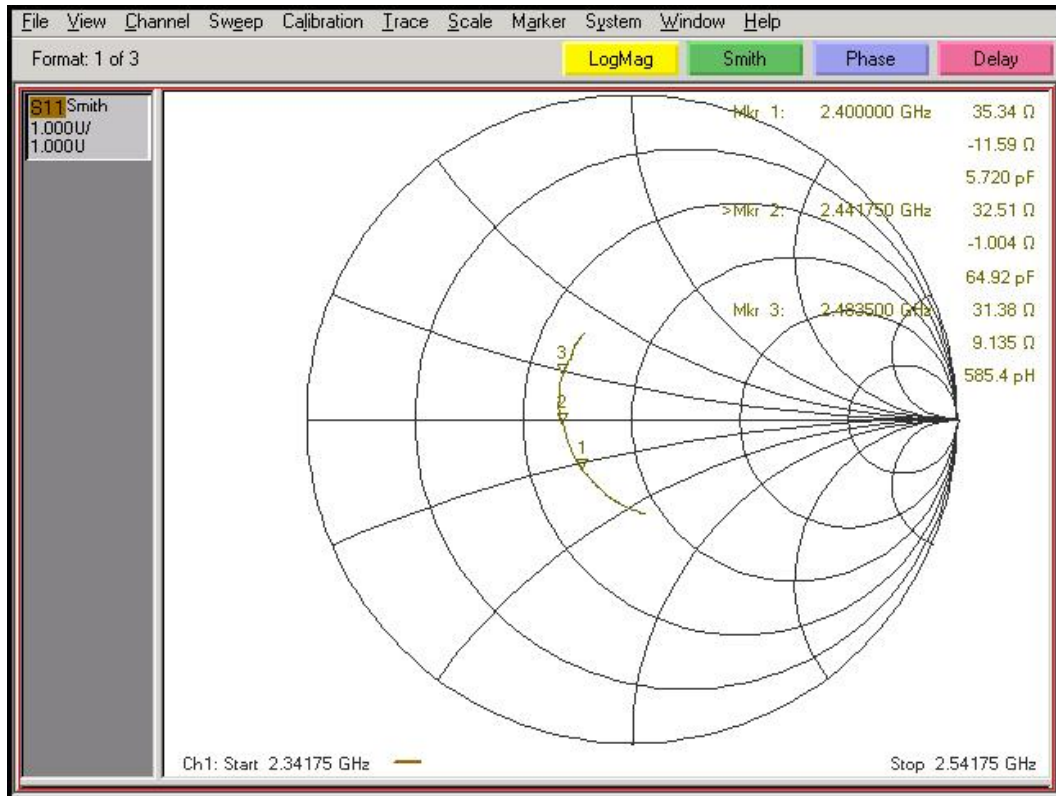 File View Channel Sweep Calibration Trace Scale Marker System Window Help
Format: 1 of 3 LogMag Smith Phase Delay
S11 Smith
1.000U/
1.000U
Mkr 1: 2.400000 GHz 35.34 Ω
-11.59 Ω
5.720 pF
>Mkr 2: 2.441750 GHz 32.51 Ω
-1.004 Ω
64.92 pF
Mkr 3: 2.483500 GHz 31.38 Ω
9.135 Ω
585.4 pH
3
2
1
Ch1: Start 2.34175 GHz Stop 2.54175 GHz